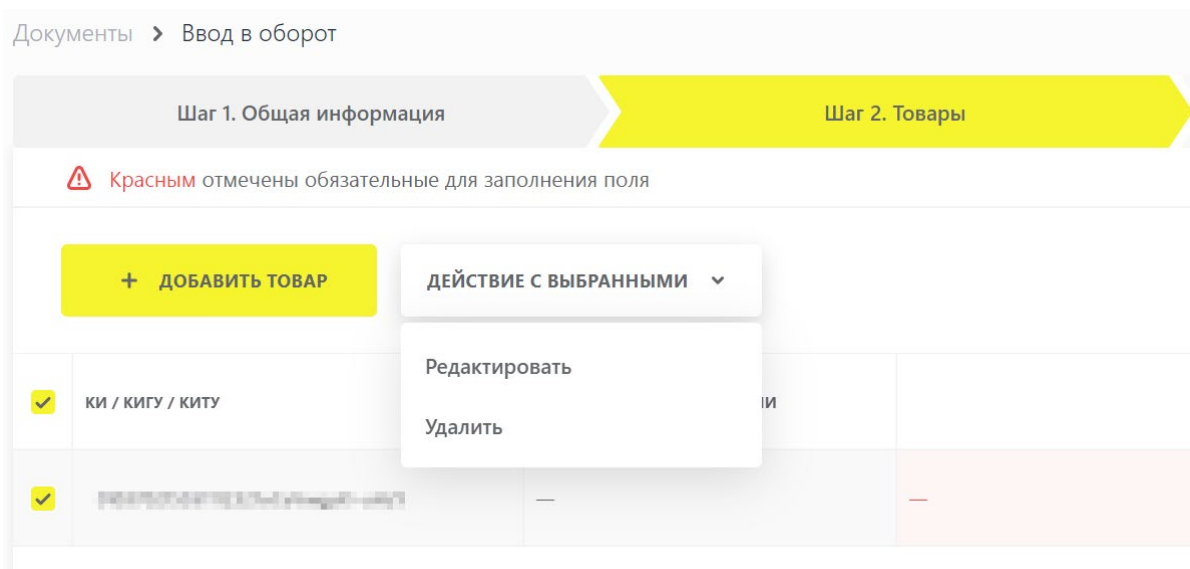 Документы > Ввод в оборот
Шаг 1. Общая информация
Шаг 2. Товары
Красным отмечены обязательные для заполнения поля
+ ДОБАВИТЬ ТОВАР
ДЕЙСТВИЕ С ВЫБРАННЫМИ
Редактировать
Удалить
КИ / КИГУ / КИТУ
— —